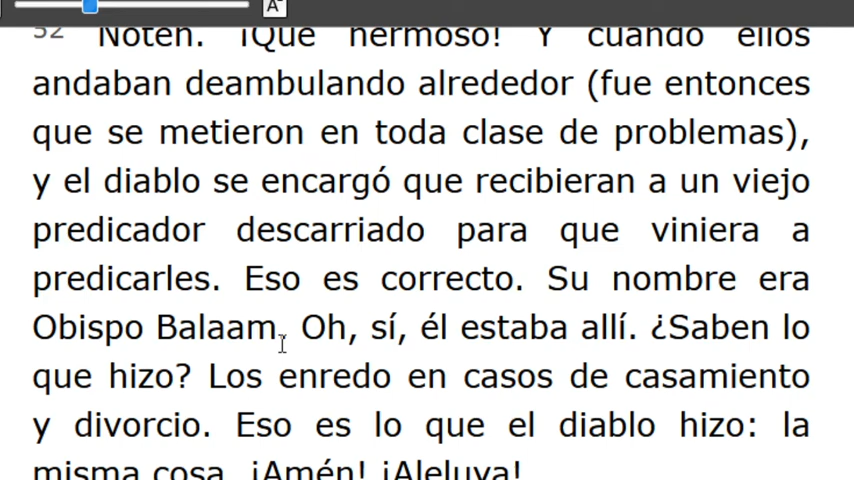 A
52 Noten. ¡Qué hermoso! Y cuando ellos
andaban deambulando alrededor (fue entonces
que se metieron en toda clase de problemas),
y el diablo se encargó que recibieran a un viejo
predicador descarriado para que viniera a
predicarles. Eso es correcto. Su nombre era
Obispo Balaam. Oh, sí, él estaba allí. ¿Saben lo
que hizo? Los enredo en casos de casamiento
y divorcio. Eso es lo que el diablo hizo: la
misma cosa. ¡Amén! ¡Aleluya!